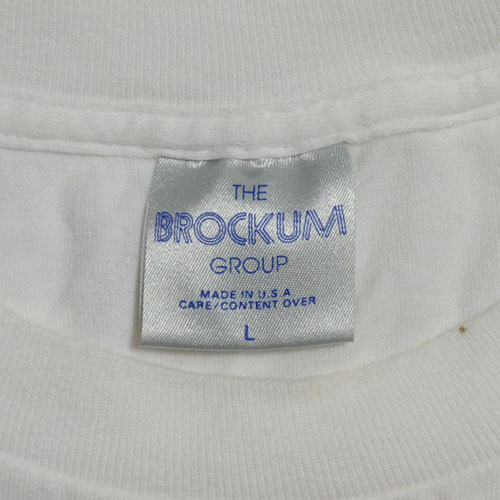 THE
BROCKUM
GROUP
MADE IN U.S.A
CARE/CONTENT OVER
L